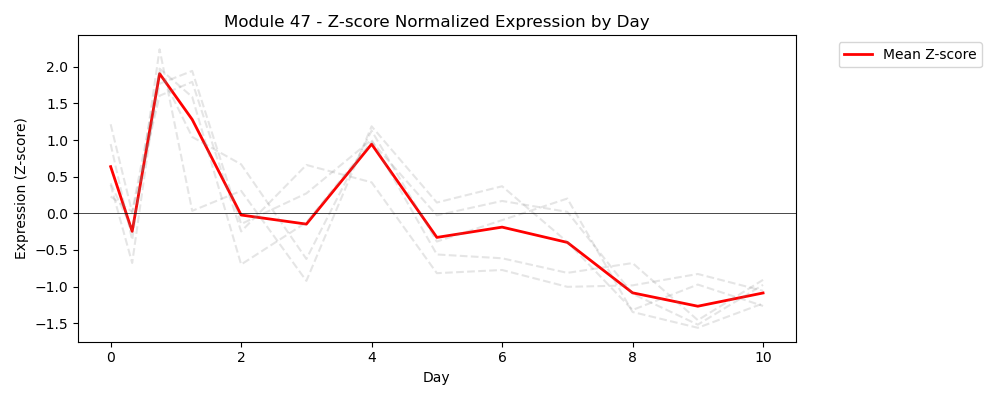 Module 47 - Z-score Normalized Expression by Day
Mean Z-score
Expression (Z-score)
2.0
1.5
1.0
0.5
0.0
−0.5
−1.0
−1.5
0 2 4 6 8 10
Day